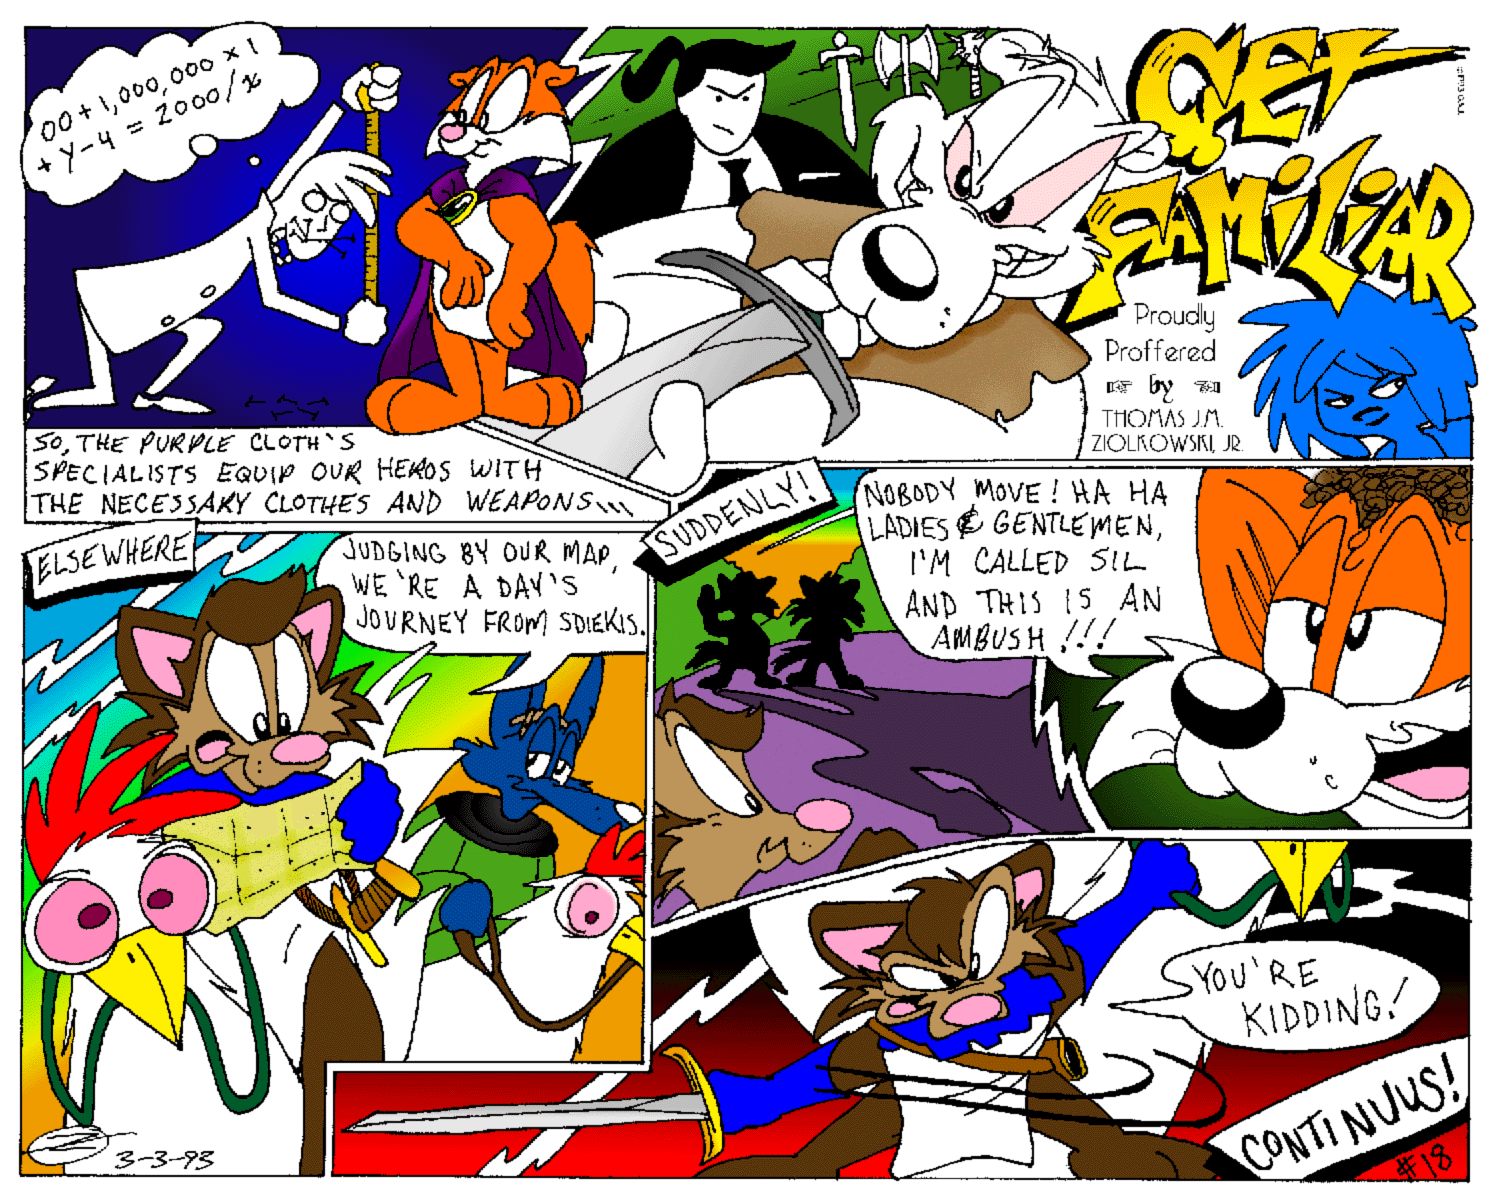 00+1,000,000 x 1
+ Y-4 = 2000/x
GET
FAMILIAR
Proudly
Proffered
by
THOMAS J.M.
ZIOLKOWSKI, JR.
SO, THE PURPLE CLOTH'S
SPECIALISTS EQUIP OUR HEROS WITH
THE NECESSARY CLOTHES AND WEAPONS...
ELSEWHERE
JUDGING BY OUR MAP,
WE'RE A DAY'S
JOURNEY FROM SDIEKIS.
SUDDENLY!
NOBODY MOVE! HA HA
LADIES & GENTLEMEN,
I'M CALLED SIL
AND THIS IS AN
AMBUSH!!!
YOU'RE
KIDDING!
CONTINUUS!
#18
3-3-93